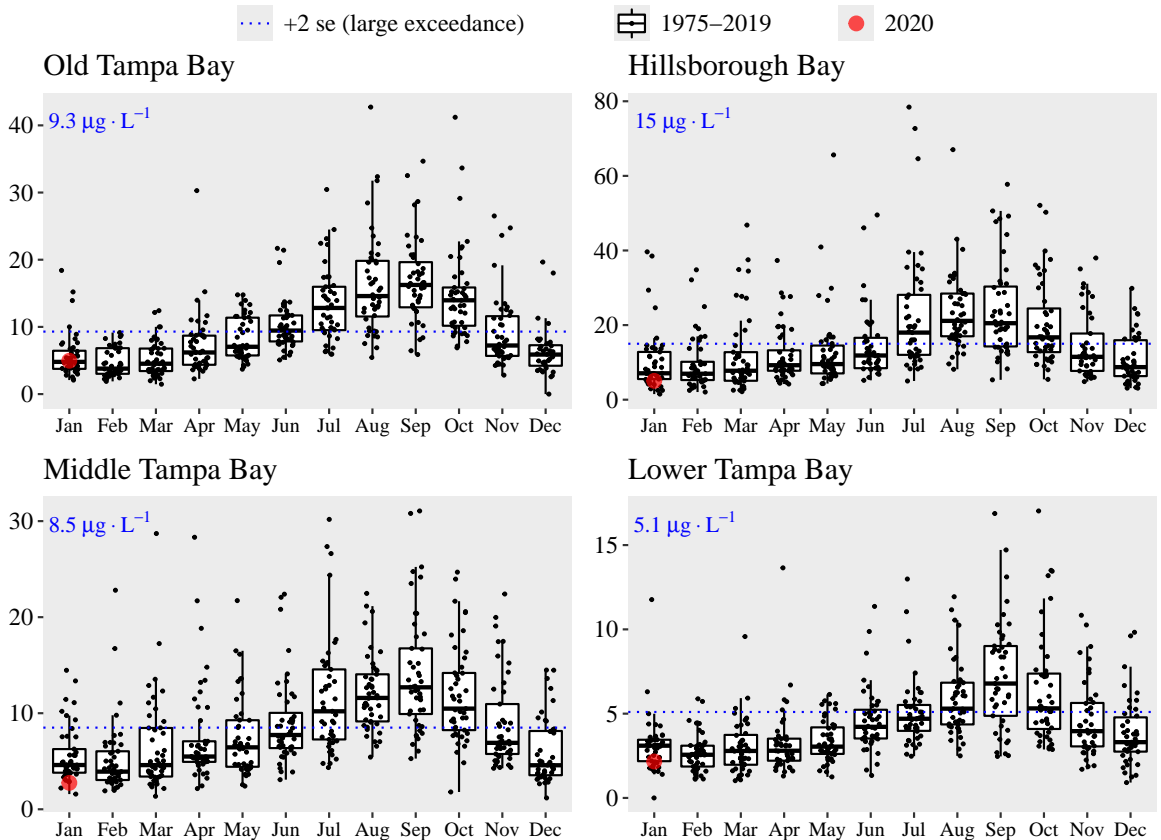 +2 se (large exceedance) 1975–2019 2020
Old Tampa Bay Hillsborough Bay
9.3 μg · L⁻¹ 15 μg · L⁻¹
40
30
20
10
0
80
60
40
20
0
Jan Feb Mar Apr May Jun Jul Aug Sep Oct Nov Dec
Jan Feb Mar Apr May Jun Jul Aug Sep Oct Nov Dec
Middle Tampa Bay Lower Tampa Bay
8.5 μg · L⁻¹ 5.1 μg · L⁻¹
30
20
10
0
15
10
5
0
Jan Feb Mar Apr May Jun Jul Aug Sep Oct Nov Dec
Jan Feb Mar Apr May Jun Jul Aug Sep Oct Nov Dec